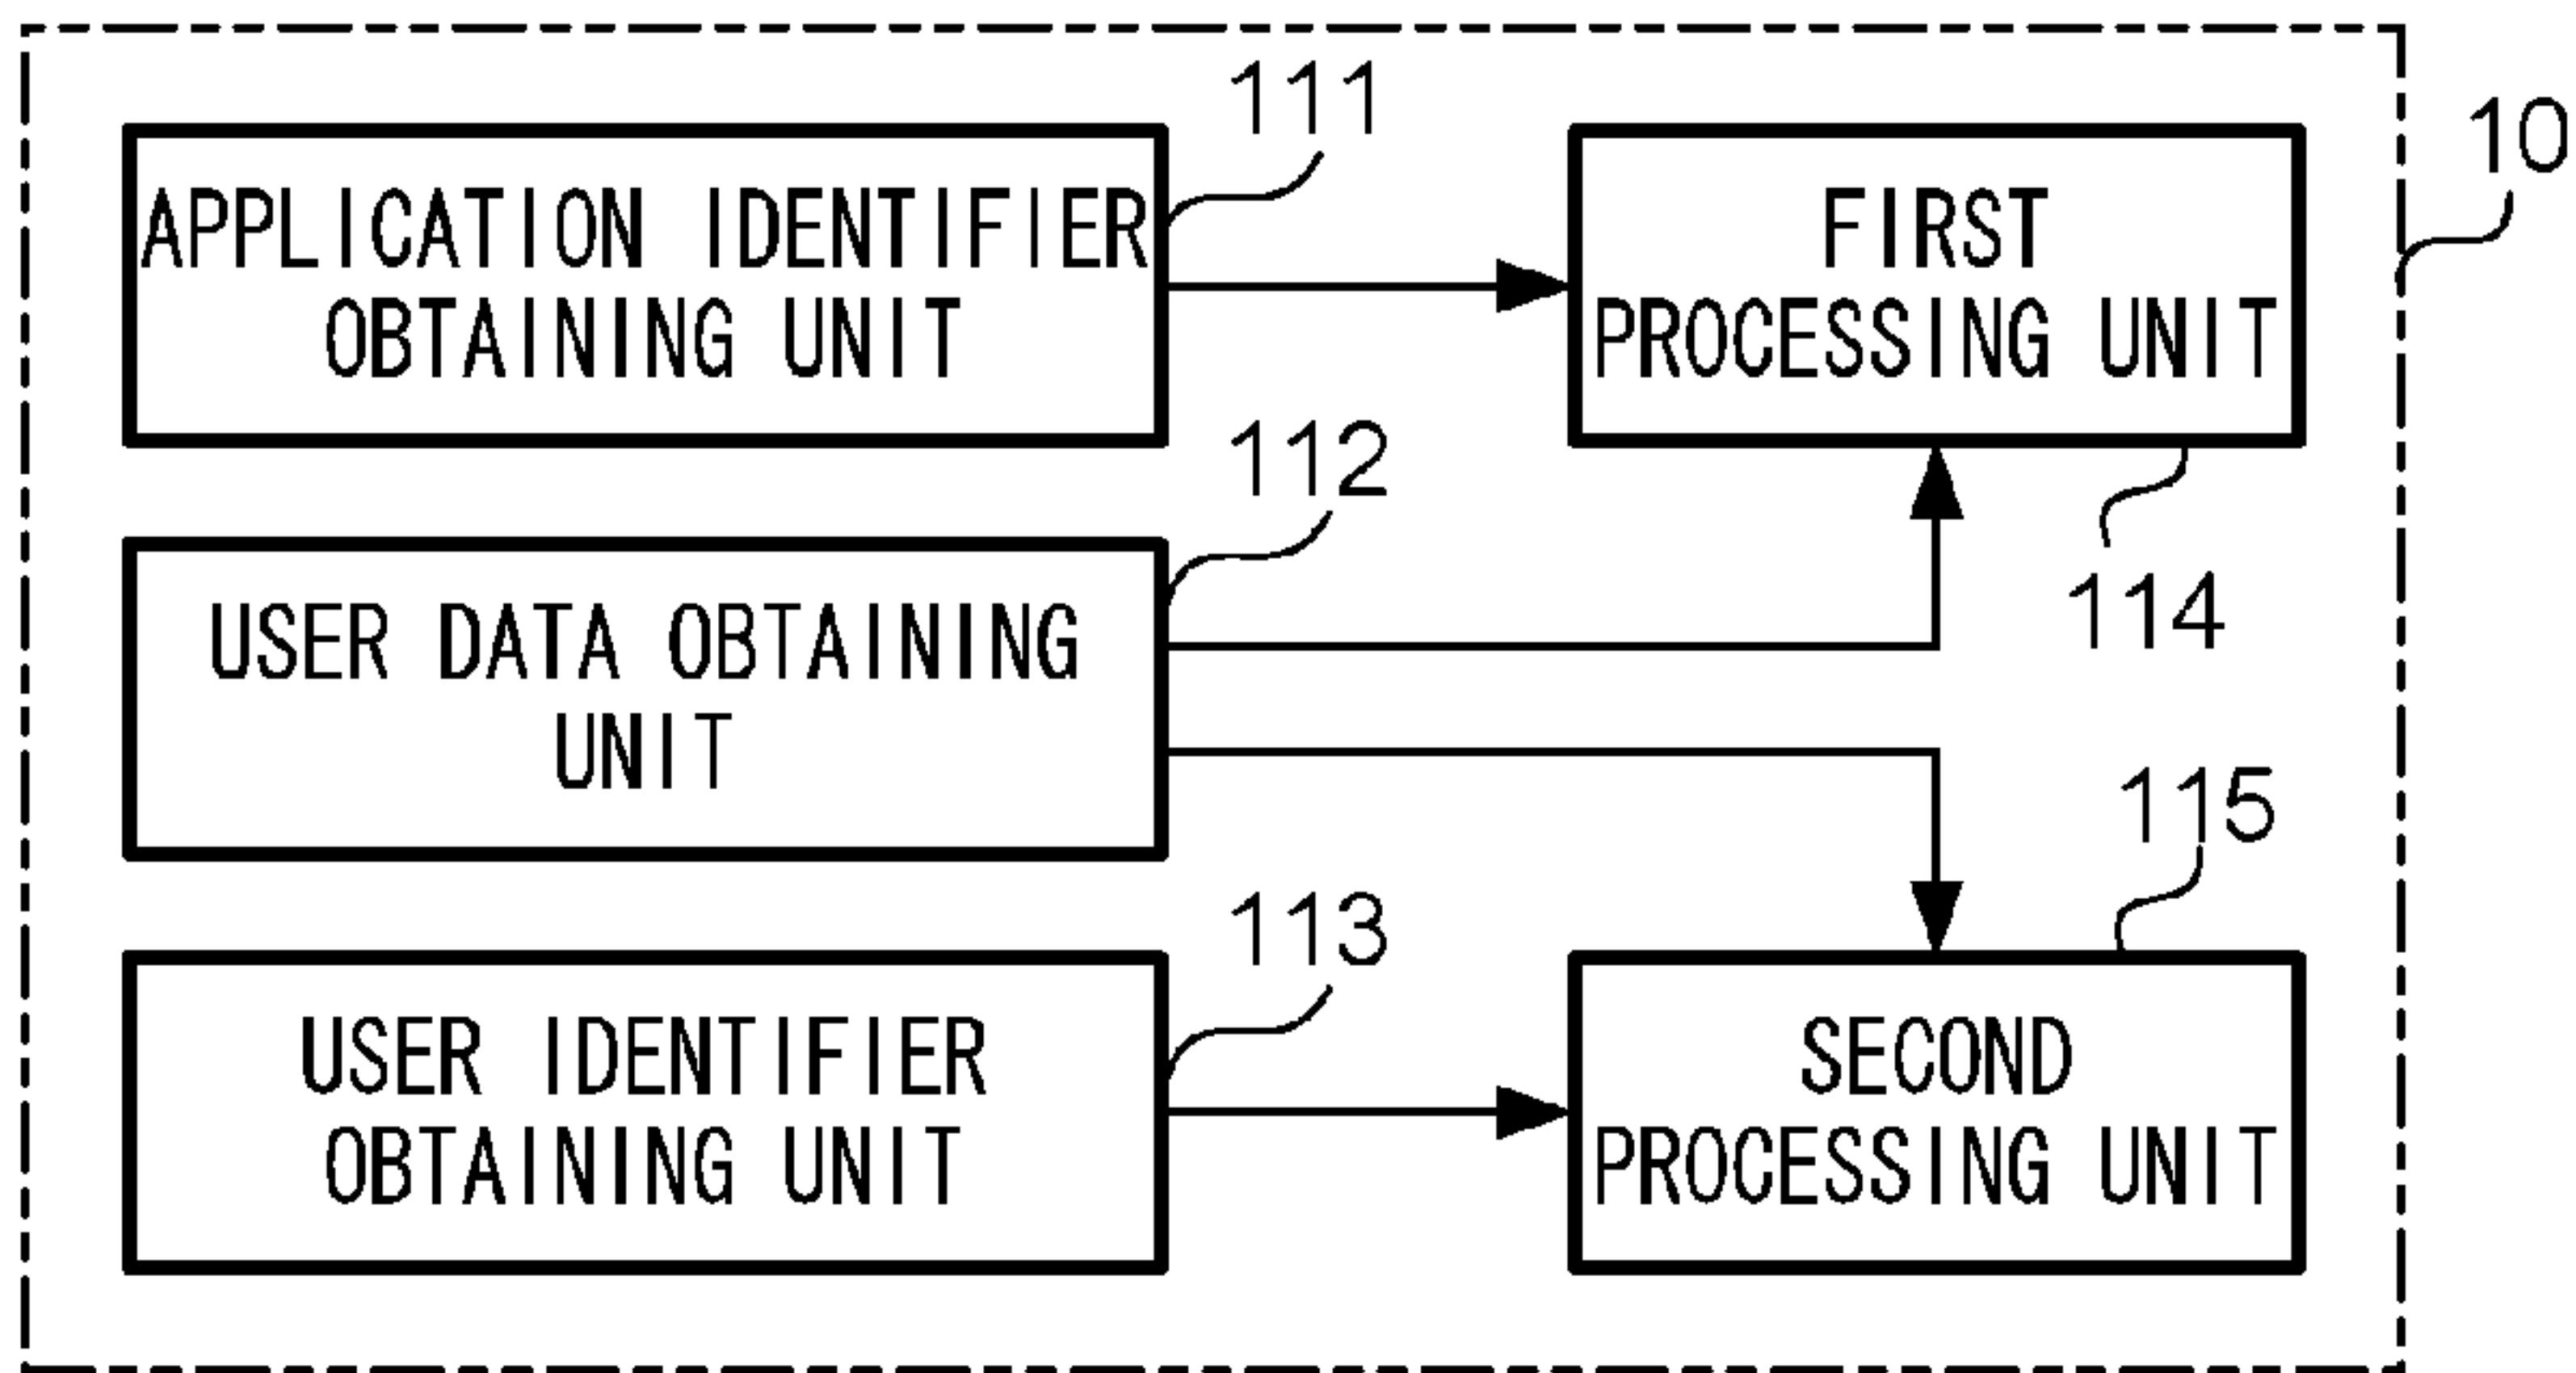 111
10
APPLICATION IDENTIFIER
OBTAINING UNIT
FIRST
PROCESSING UNIT
112
114
USER DATA OBTAINING
UNIT
115
113
USER IDENTIFIER
OBTAINING UNIT
SECOND
PROCESSING UNIT